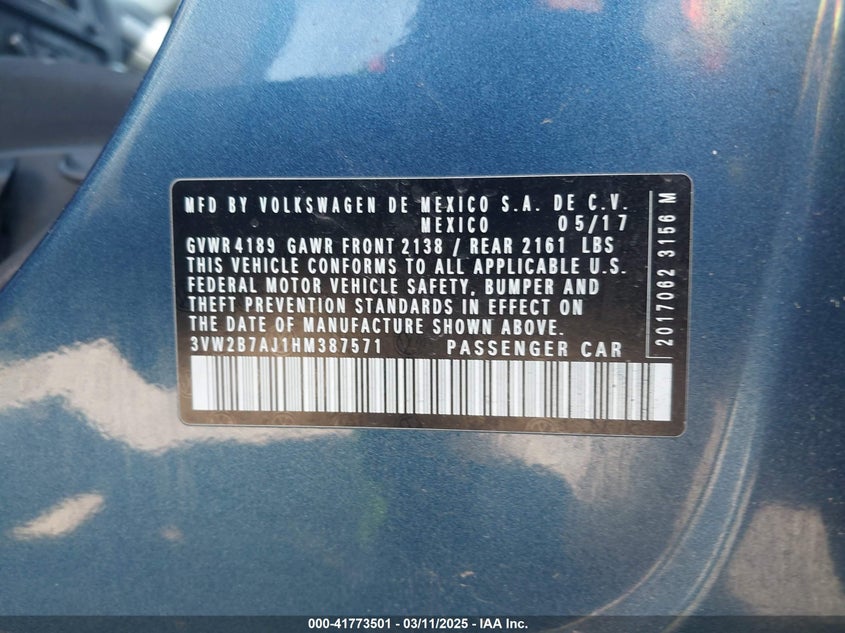 MFD BY VOLKSWAGEN DE MEXICO S.A. DE C.V.
MEXICO 05/17
GVWR 4189 GAWR FRONT 2138 / REAR 2161 LBS
THIS VEHICLE CONFORMS TO ALL APPLICABLE U.S.
FEDERAL MOTOR VEHICLE SAFETY, BUMPER AND
THEFT PREVENTION STANDARDS IN EFFECT ON
THE DATE OF MANUFACTURE SHOWN ABOVE.
3VW2B7AJ1HM387571 PASSENGER CAR
2017062 3156 M
000-41773501 / 03/11/2025 - IAA Inc.